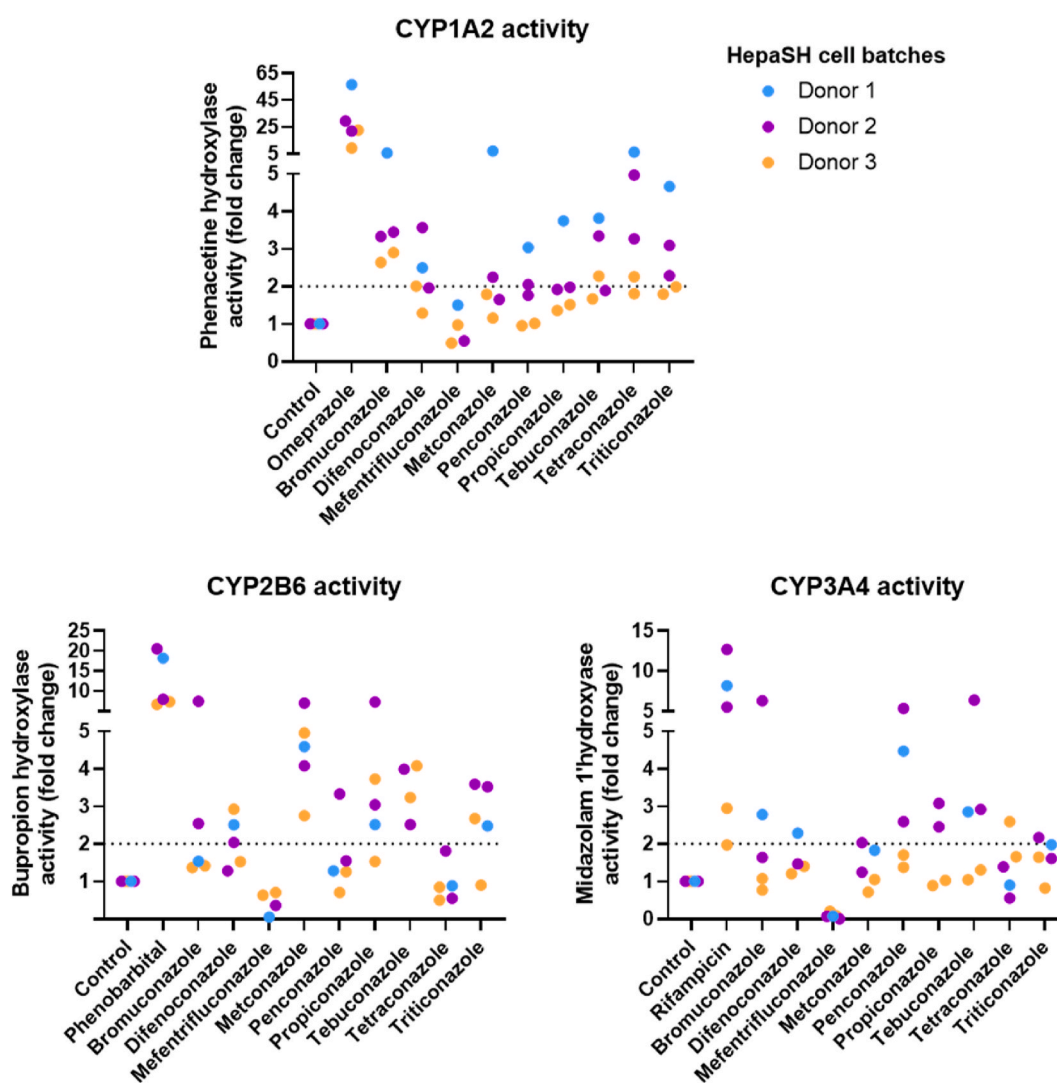 CYP1A2 activity
HepaSH cell batches
Donor 1
Donor 2
Donor 3
Phenacetine hydroxylase
activity (fold change)
65
45
25
5
5
4
3
2
1
0
Control
Omeprazole
Bromuconazole
Difenoconazole
Mefentrifluconazole
Metconazole
Penconazole
Propiconazole
Tebuconazole
Tetraconazole
Triticonazole
CYP2B6 activity
Bupropion hydroxylase
activity (fold change)
25
20
15
10
5
4
3
2
1
0
Control
Phenobarbital
Bromuconazole
Difenoconazole
Mefentrifluconazole
Metconazole
Penconazole
Propiconazole
Tebuconazole
Tetraconazole
Triticonazole
CYP3A4 activity
Midazolam 1'hydroxylase
activity (fold change)
15
10
5
5
4
3
2
1
0
Control
Rifampicin
Bromuconazole
Difenoconazole
Mefentrifluconazole
Metconazole
Penconazole
Propiconazole
Tebuconazole
Tetraconazole
Triticonazole